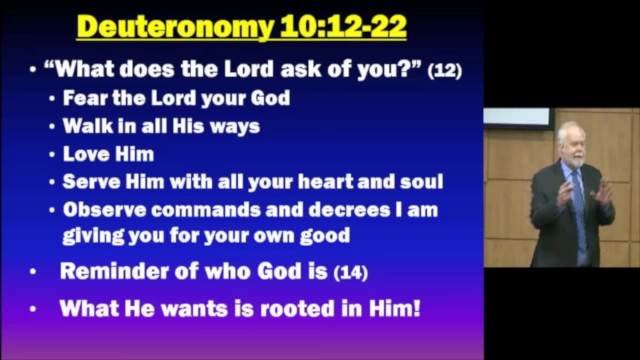 Deuteronomy 10:12-22
• “What does the Lord ask of you?” (12)
• Fear the Lord your God
• Walk in all His ways
• Love Him
• Serve Him with all your heart and soul
• Observe commands and decrees I am
giving you for your own good
• Reminder of who God is (14)
• What He wants is rooted in Him!